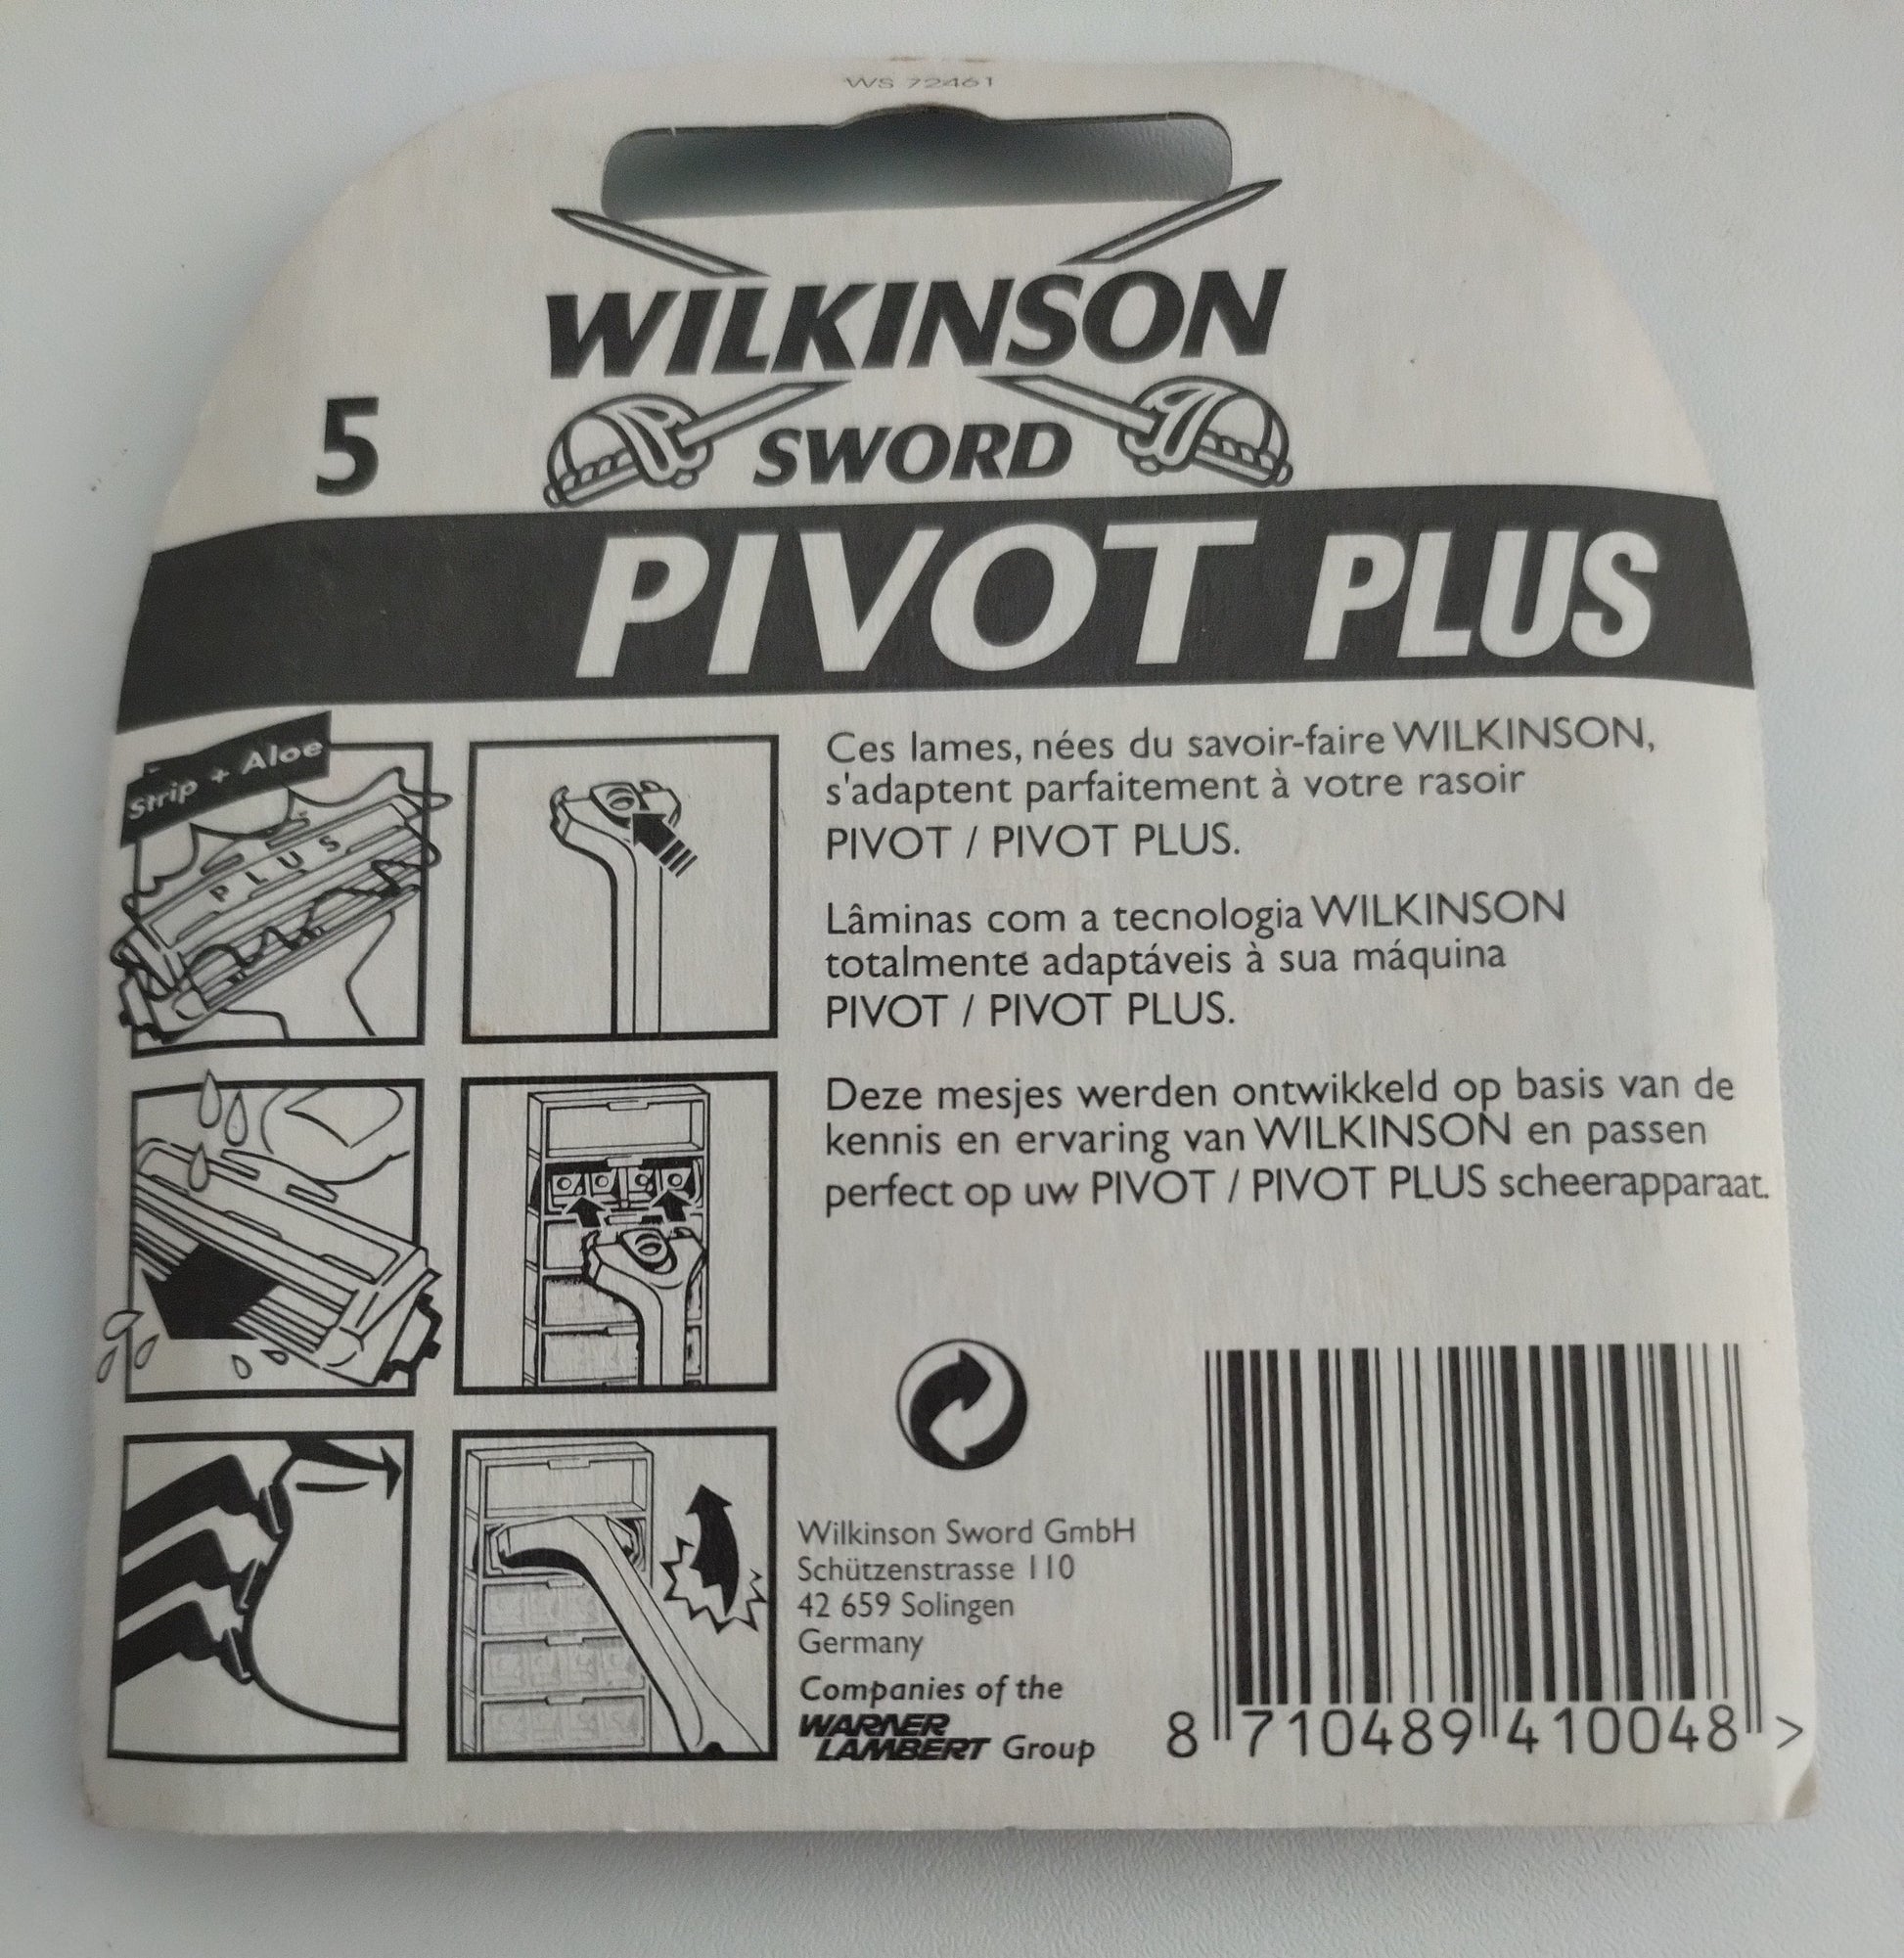 WS 72461
WILKINSON
5
SWORD
PIVOT PLUS
Strip + Aloe
PLUS
Ces lames, nées du savoir-faire WILKINSON,
s'adaptent parfaitement à votre rasoir
PIVOT / PIVOT PLUS.
Lâminas com a tecnologia WILKINSON
totalmente adaptáveis à sua máquina
PIVOT / PIVOT PLUS.
Deze mesjes werden ontwikkeld op basis van de
kennis en ervaring van WILKINSON en passen
perfect op uw PIVOT / PIVOT PLUS scheerapparaat.
Wilkinson Sword GmbH
Schützenstrasse 110
42 659 Solingen
Germany
Companies of the
WARNER
LAMBERT Group
8 710489 410048 >